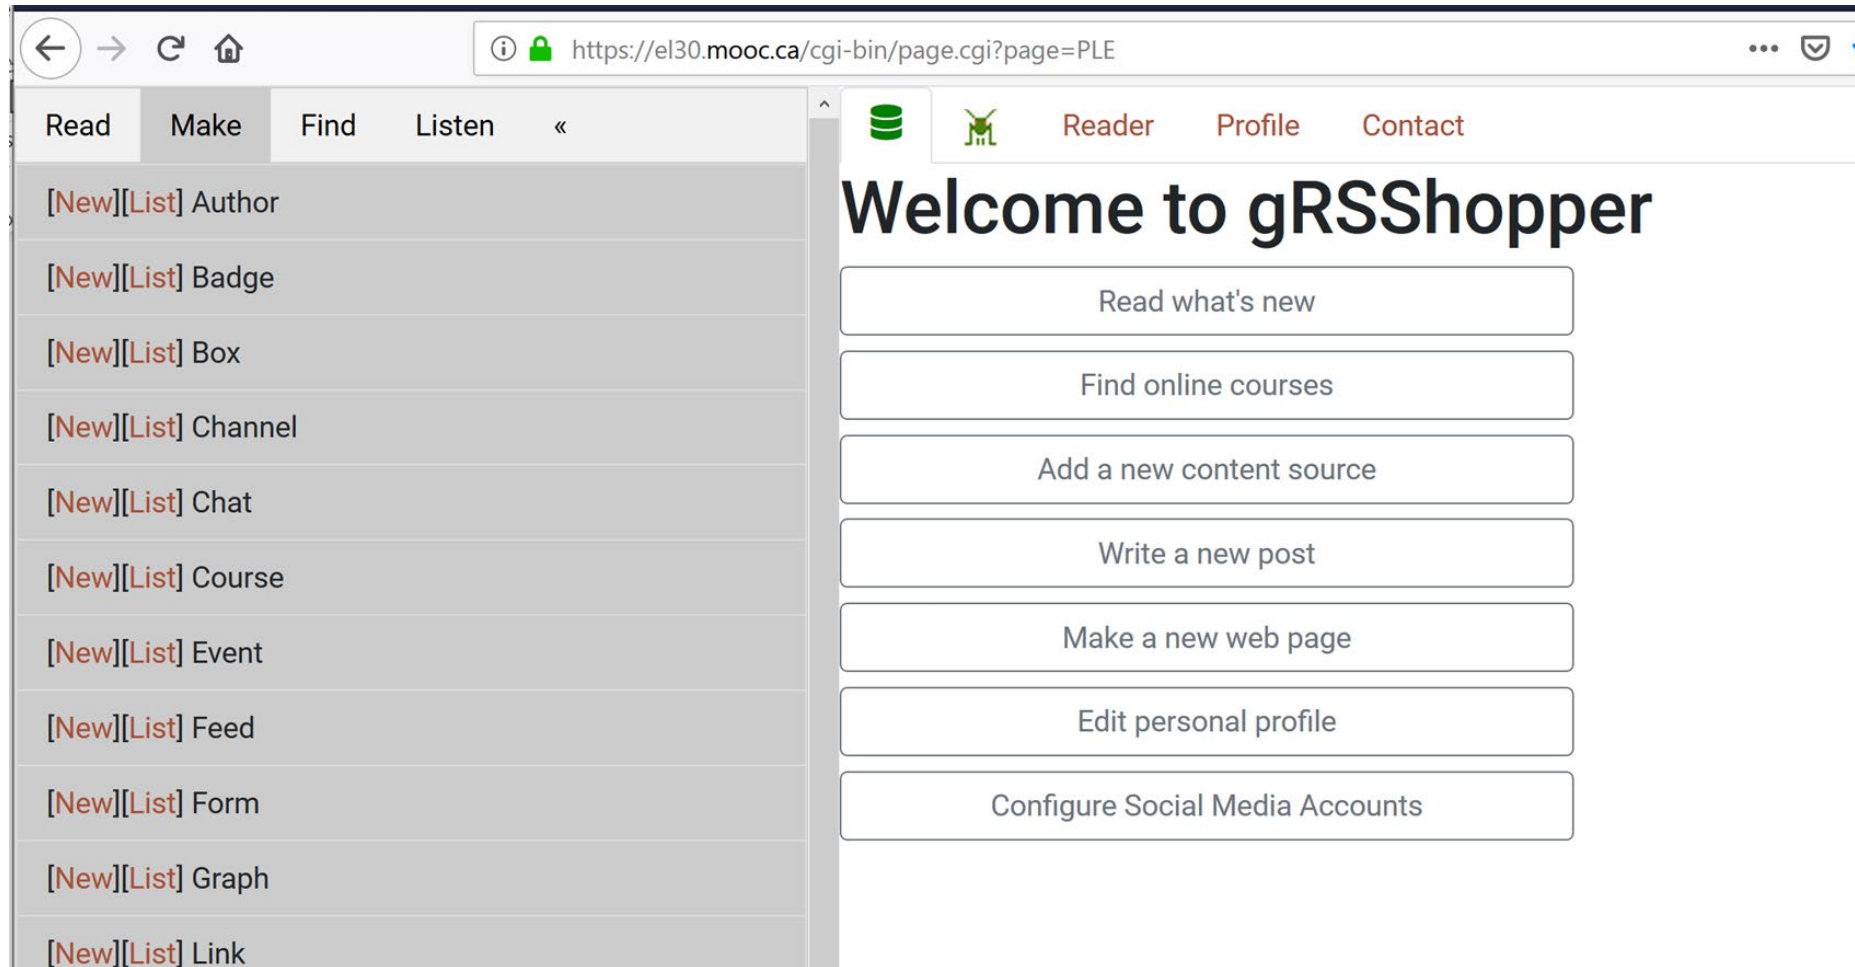 https://el30.mooc.ca/cgi-bin/page.cgi?page=PLE
Read Make Find Listen «
[New][List] Author
[New][List] Badge
[New][List] Box
[New][List] Channel
[New][List] Chat
[New][List] Course
[New][List] Event
[New][List] Feed
[New][List] Form
[New][List] Graph
[New][List] Link
Reader Profile Contact
Welcome to gRSShopper
Read what's new
Find online courses
Add a new content source
Write a new post
Make a new web page
Edit personal profile
Configure Social Media Accounts